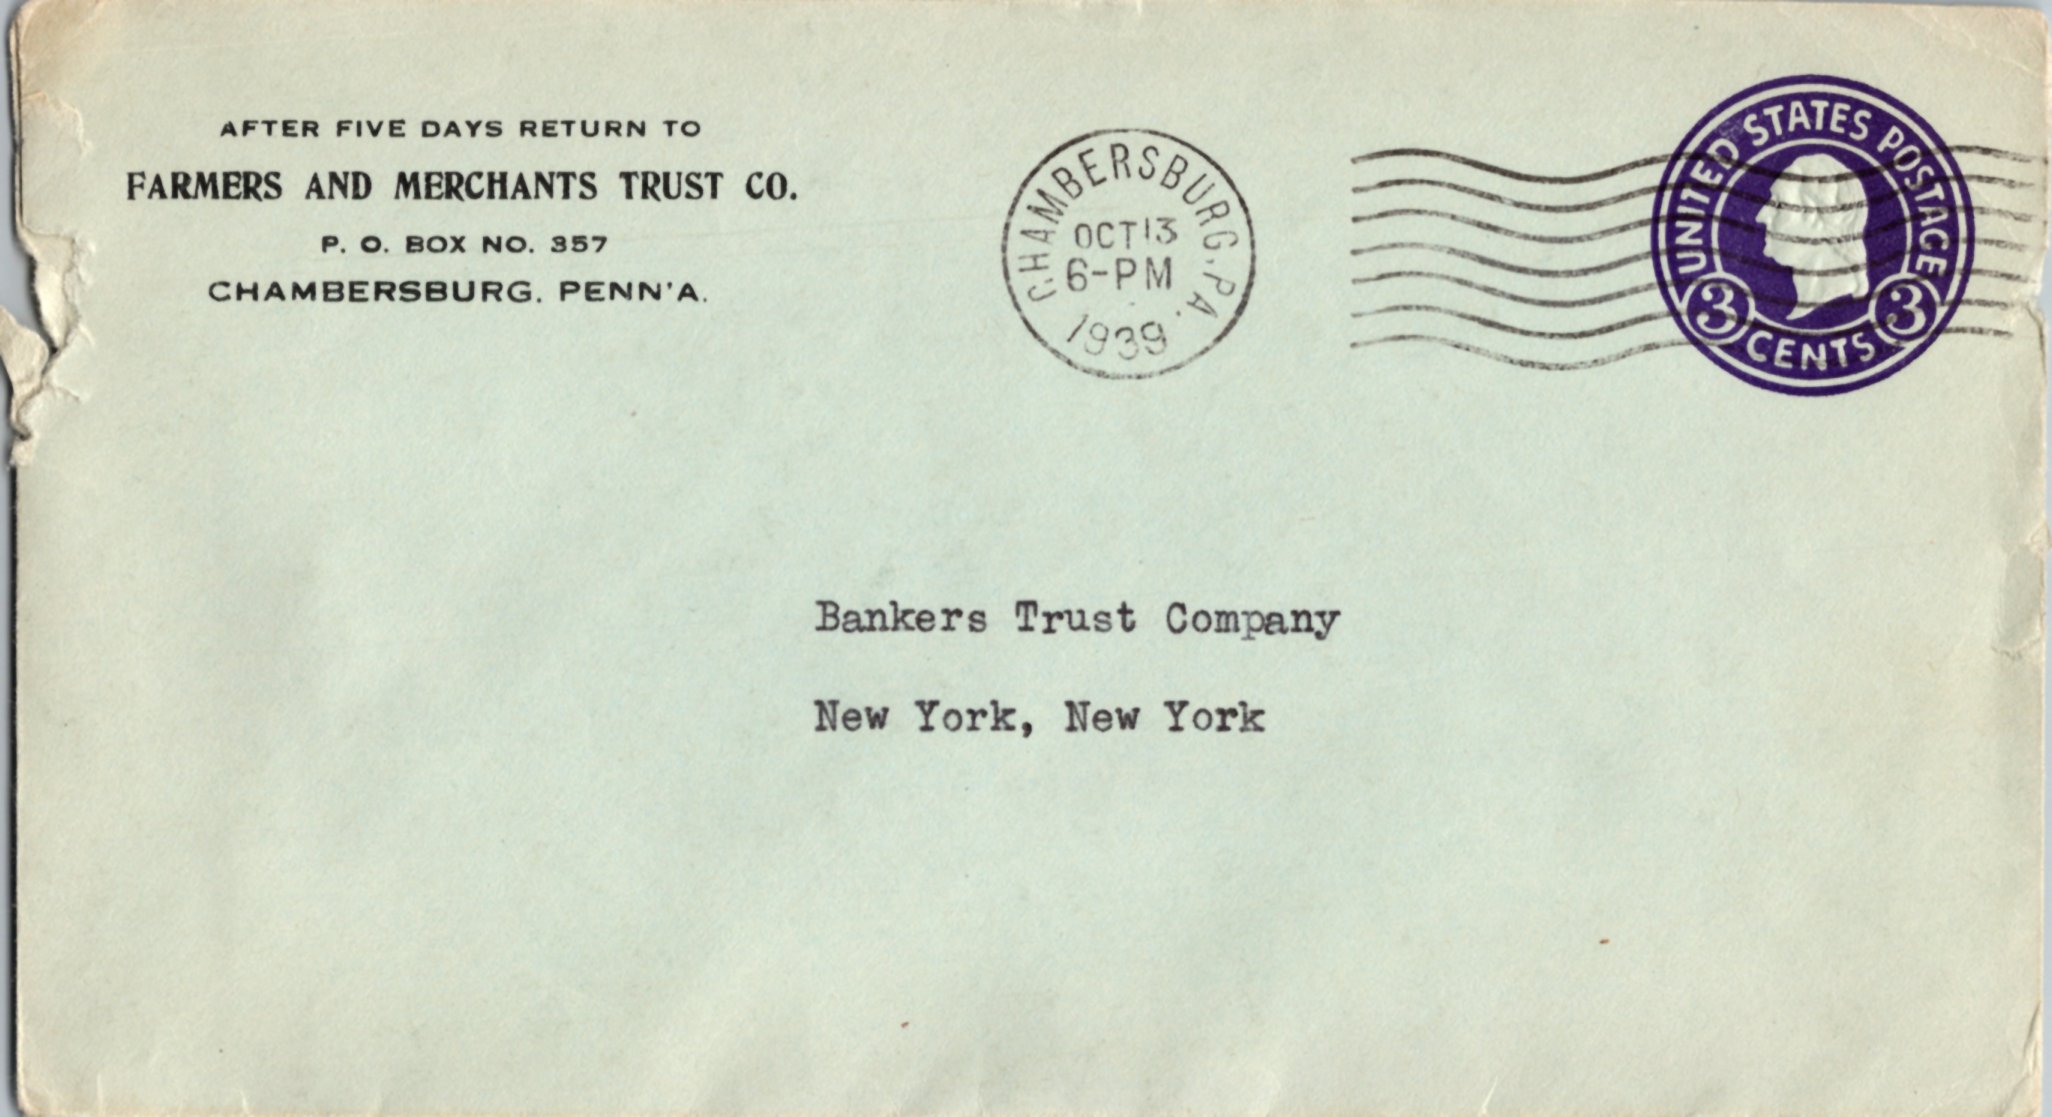 AFTER FIVE DAYS RETURN TO
FARMERS AND MERCHANTS TRUST CO.
P. O. BOX NO. 357
CHAMBERSBURG, PENN'A.
CHAMBERSBURG, PA.
OCT 13
6-PM
1939
UNITED STATES POSTAGE
3 CENTS 3
Bankers Trust Company
New York, New York